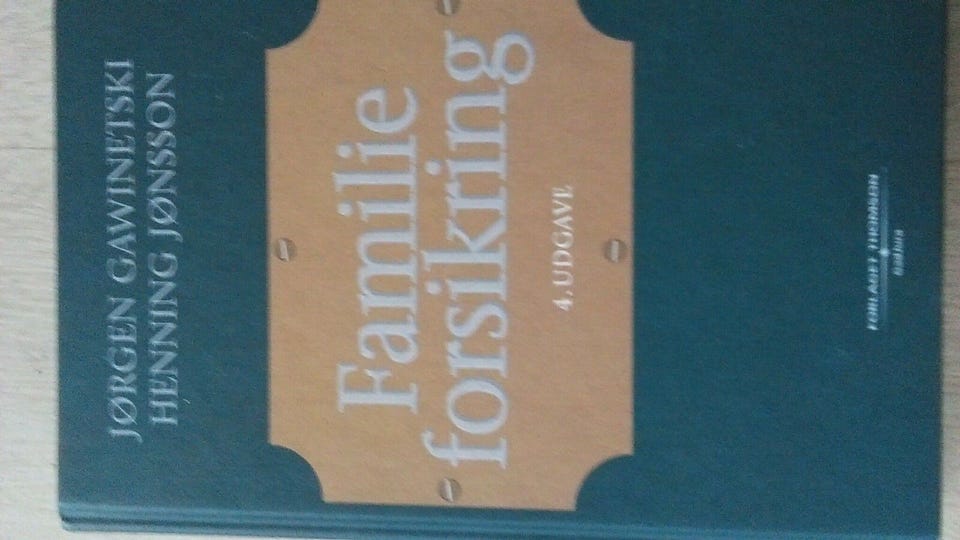 JØRGEN GAWINETSKI
HENNING JØNSSON
Familie
forsikring
4. UDGAVE
FORLAGET THOMSON